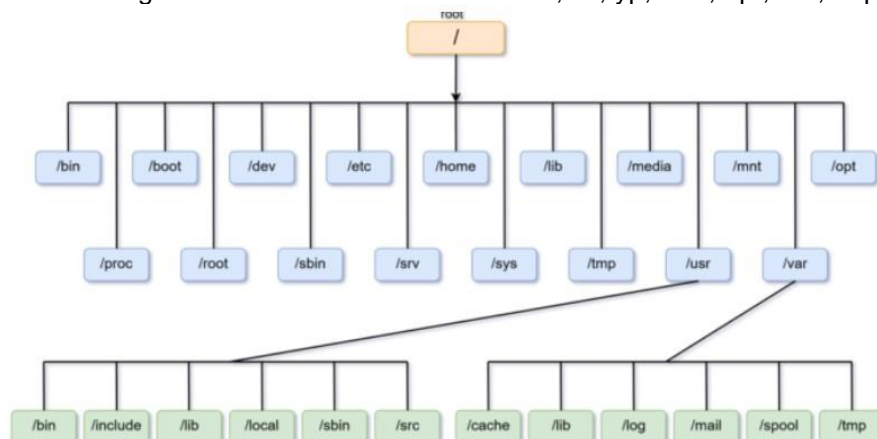 root
/
/bin /boot /dev /etc /home /lib /media /mnt /opt
/proc /root /sbin /srv /sys /tmp /usr /var
/bin /include /lib /local /sbin /src /cache /lib /log /mail /spool /tmp